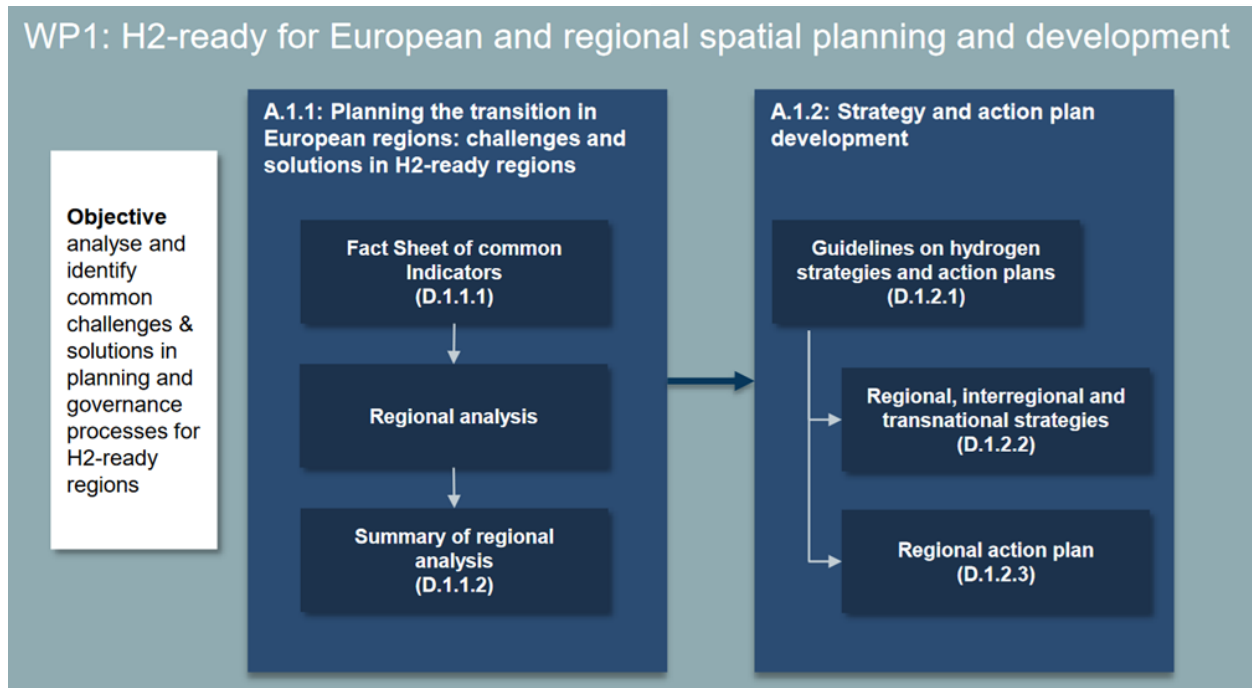 WP1: H2-ready for European and regional spatial planning and development
Objective
analyse and
identify
common
challenges &
solutions in
planning and
governance
processes for
H2-ready
regions
A.1.1: Planning the transition in
European regions: challenges and
solutions in H2-ready regions
Fact Sheet of common
Indicators
(D.1.1.1)
Regional analysis
Summary of regional
analysis
(D.1.1.2)
A.1.2: Strategy and action plan
development
Guidelines on hydrogen
strategies and action plans
(D.1.2.1)
Regional, interregional and
transnational strategies
(D.1.2.2)
Regional action plan
(D.1.2.3)